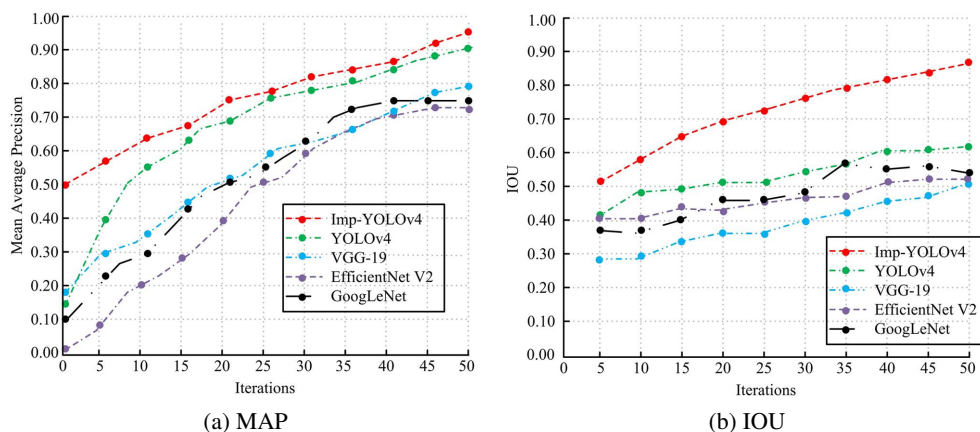 1.00
0.90
0.80
0.70
0.60
0.50
0.40
0.30
0.20
0.10
0.00
Mean Average Precision
Imp-YOLOv4
YOLOv4
VGG-19
EfficientNet V2
GoogLeNet
0 5 10 15 20 25 30 35 40 45 50
Iterations
(a) MAP
1.00
0.90
0.80
0.70
0.60
0.50
0.40
0.30
0.20
0.10
0.00
IOU
Imp-YOLOv4
YOLOv4
VGG-19
EfficientNet V2
GoogLeNet
0 5 10 15 20 25 30 35 40 45 50
Iterations
(b) IOU